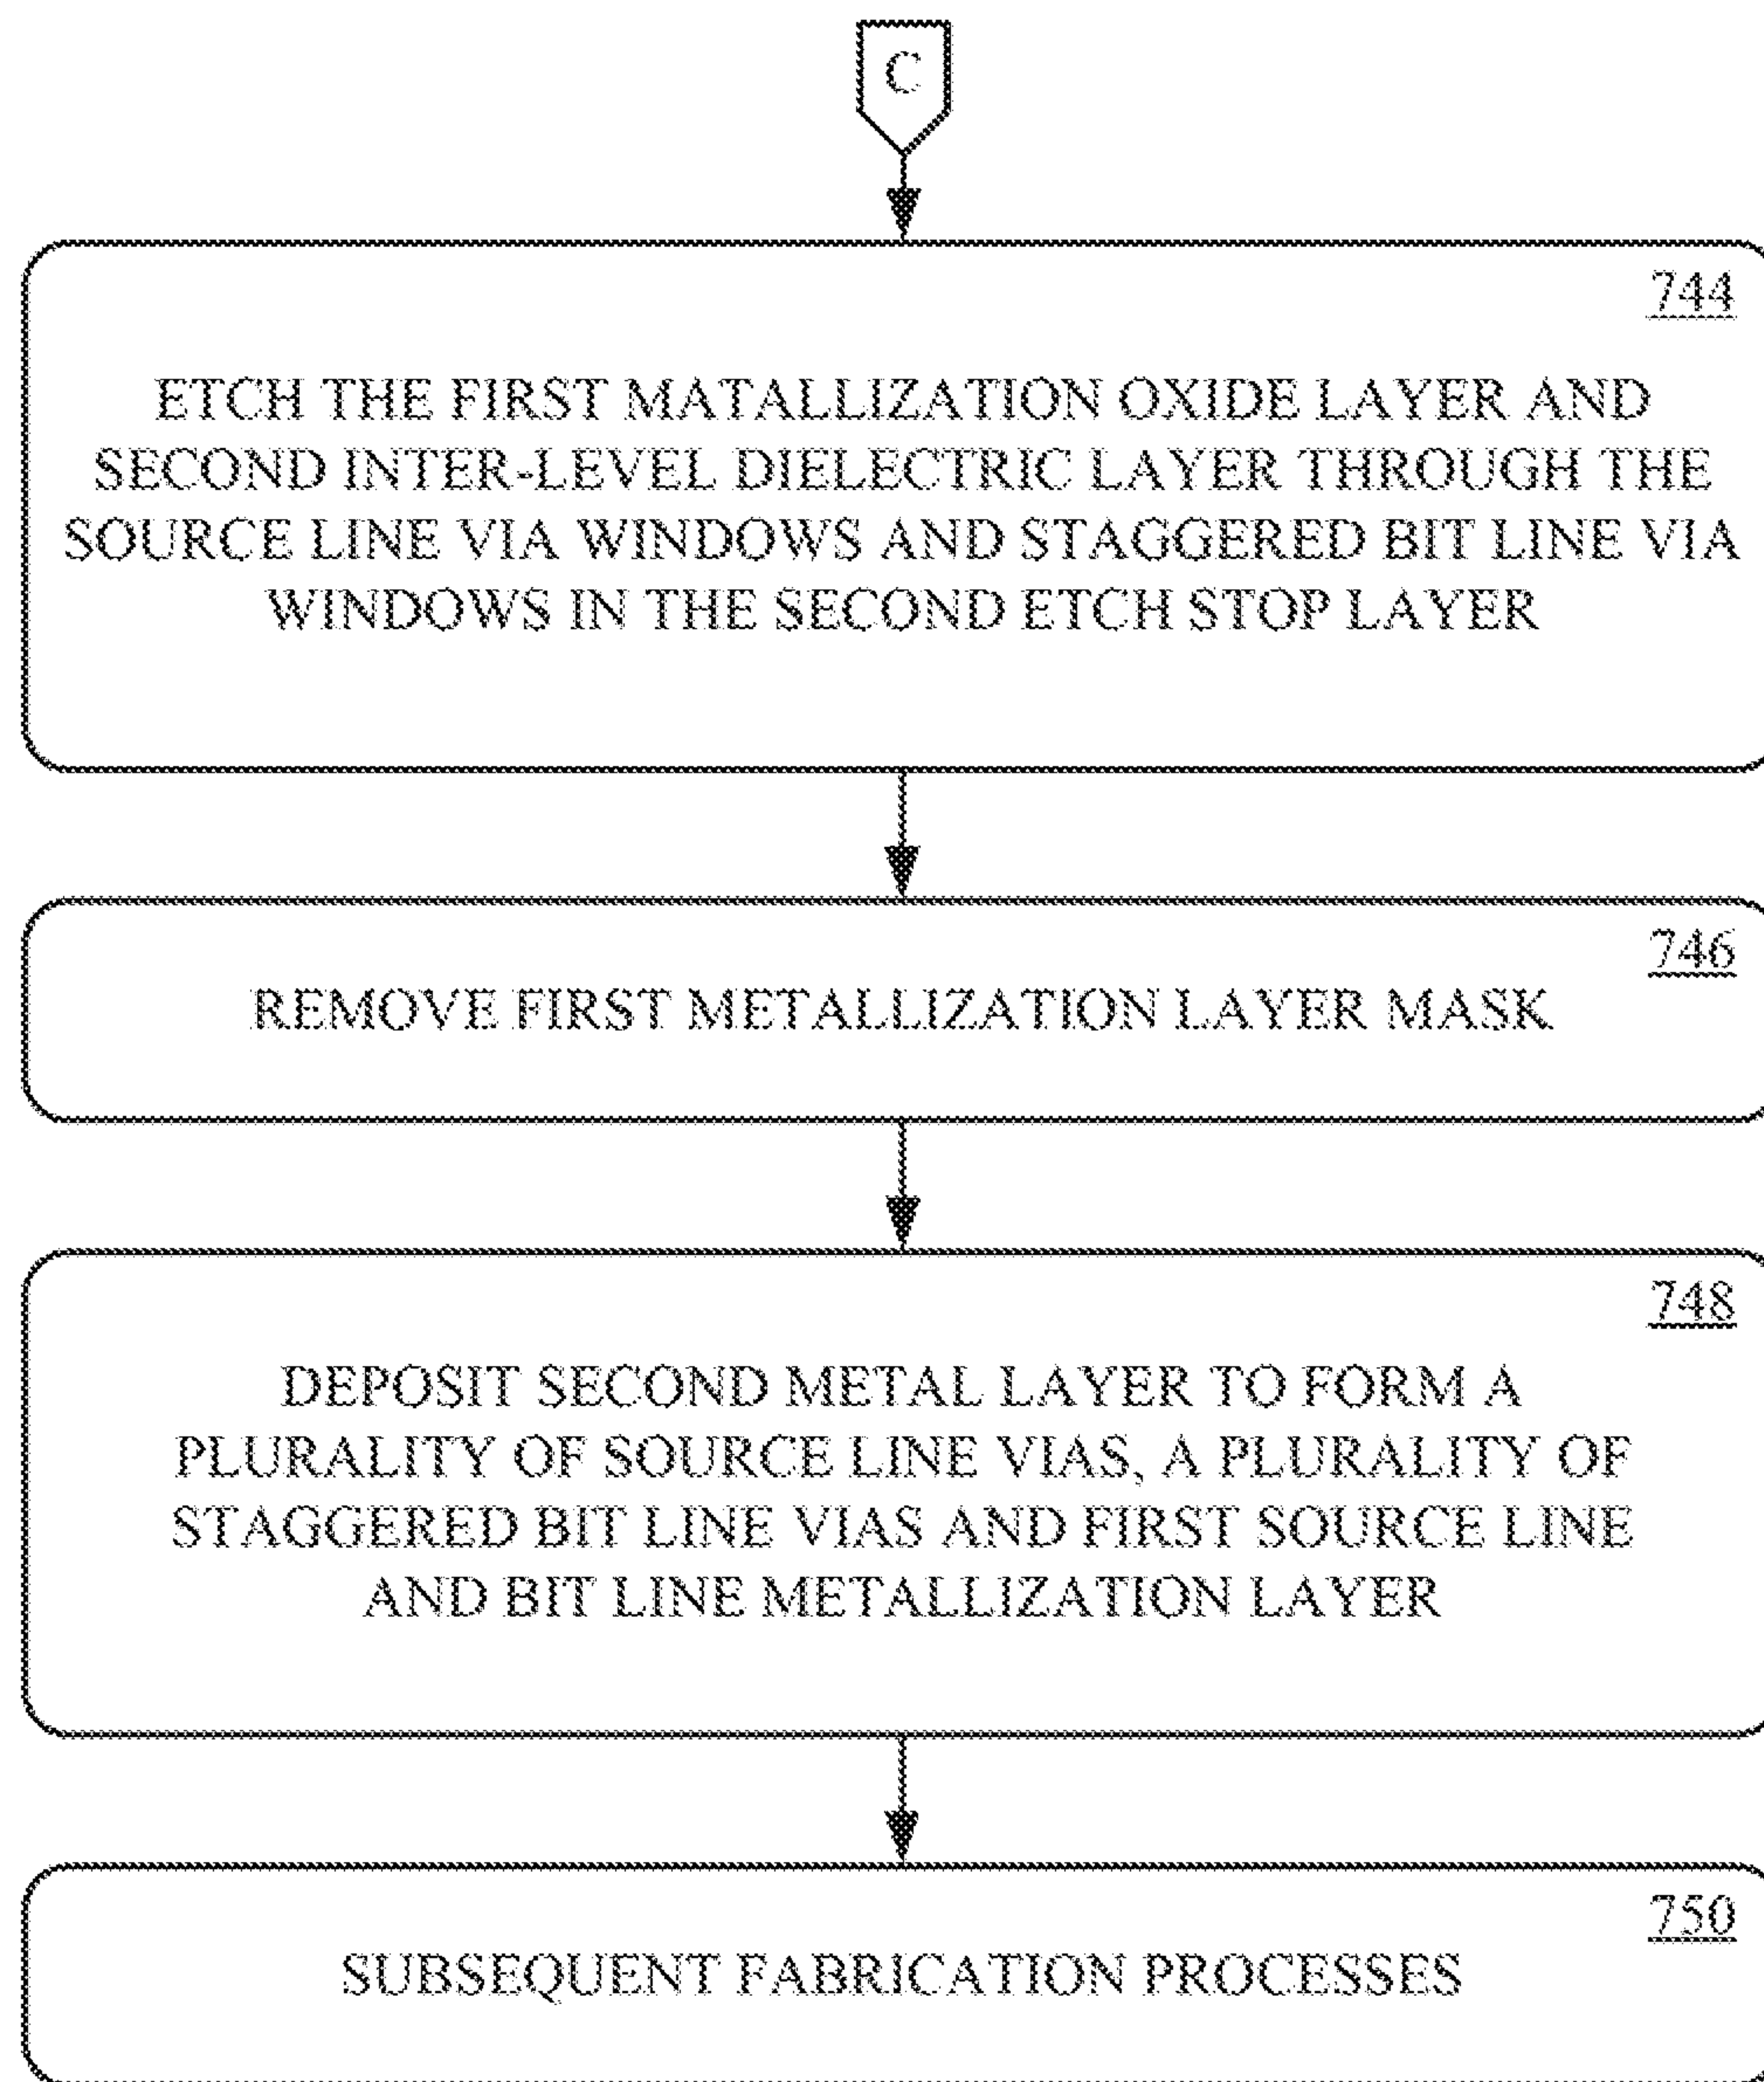 C
744
ETCH THE FIRST MATALLIZATION OXIDE LAYER AND
SECOND INTER-LEVEL DIELECTRIC LAYER THROUGH THE
SOURCE LINE VIA WINDOWS AND STAGGERED BIT LINE VIA
WINDOWS IN THE SECOND ETCH STOP LAYER
746
REMOVE FIRST METALLIZATION LAYER MASK
748
DEPOSIT SECOND METAL LAYER TO FORM A
PLURALITY OF SOURCE LINE VIAS, A PLURALITY OF
STAGGERED BIT LINE VIAS AND FIRST SOURCE LINE
AND BIT LINE METALLIZATION LAYER
750
SUBSEQUENT FABRICATION PROCESSES